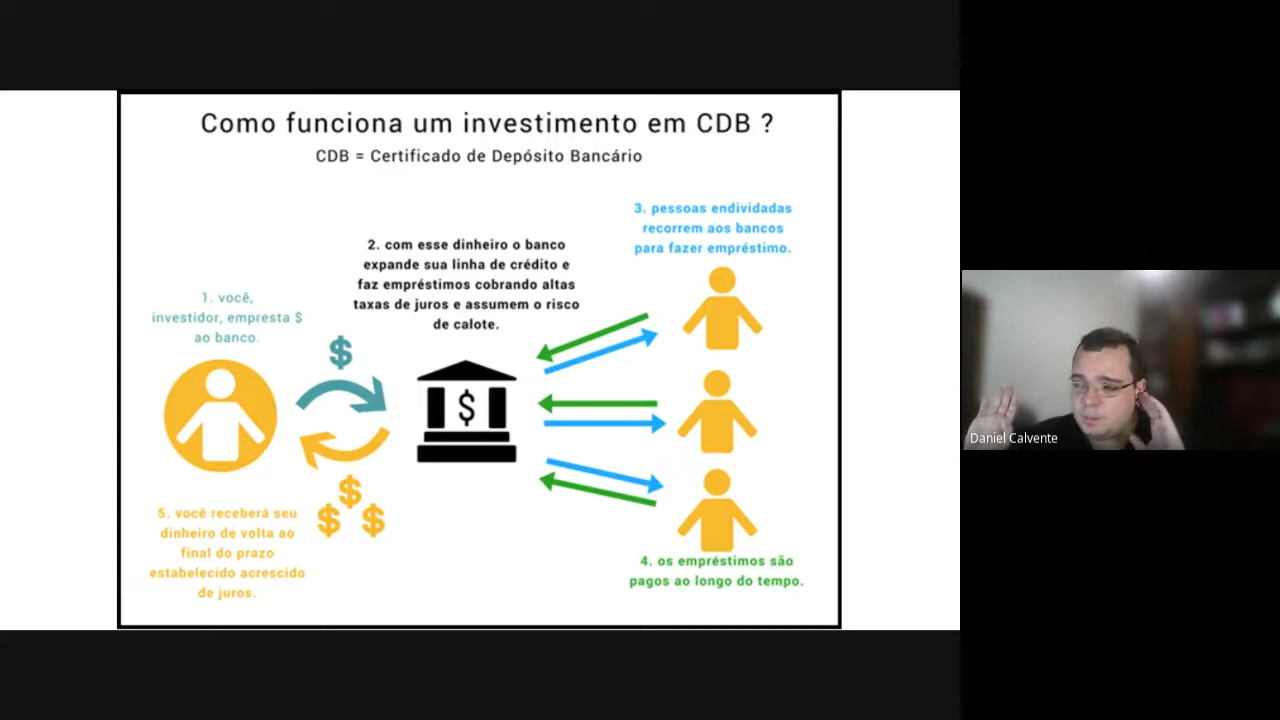 Como funciona um investimento em CDB ?
CDB = Certificado de Depósito Bancário
1. você,
investidor, empresta $
ao banco.
$
2. com esse dinheiro o banco
expande sua linha de crédito e
faz empréstimos cobrando altas
taxas de juros e assumem o risco
de calote.
$
3. pessoas endividadas
recorrem aos bancos
para fazer empréstimo.
4. os empréstimos são
pagos ao longo do tempo.
5. você receberá seu
dinheiro de volta ao
final do prazo
estabelecido acrescido
de juros.
$
$ $
Daniel Calvente